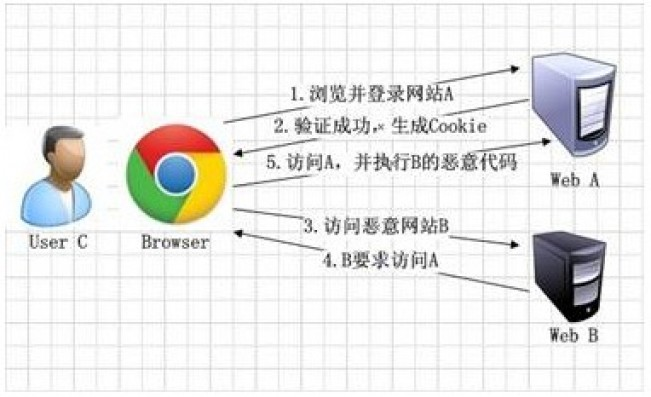 1.浏览并登录网站A
2.验证成功，× 生成Cookie
5.访问A，并执行B的恶意代码
Web A
3.访问恶意网站B
User C
Browser
4.B要求访问A
Web B